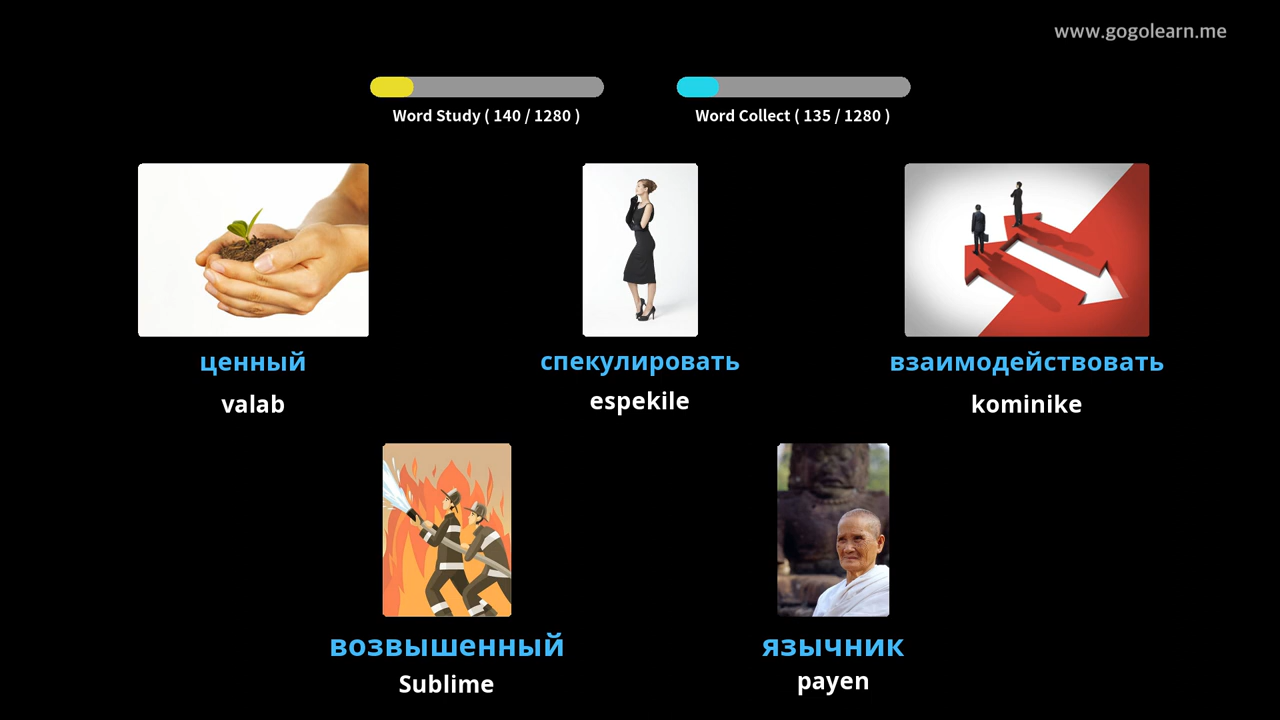 www.gogolearn.me
Word Study ( 140 / 1280 )
Word Collect ( 135 / 1280 )
ценный
спекулировать
взаимодействовать
valab
espekile
kominike
возвышенный
язычник
Sublime
payen